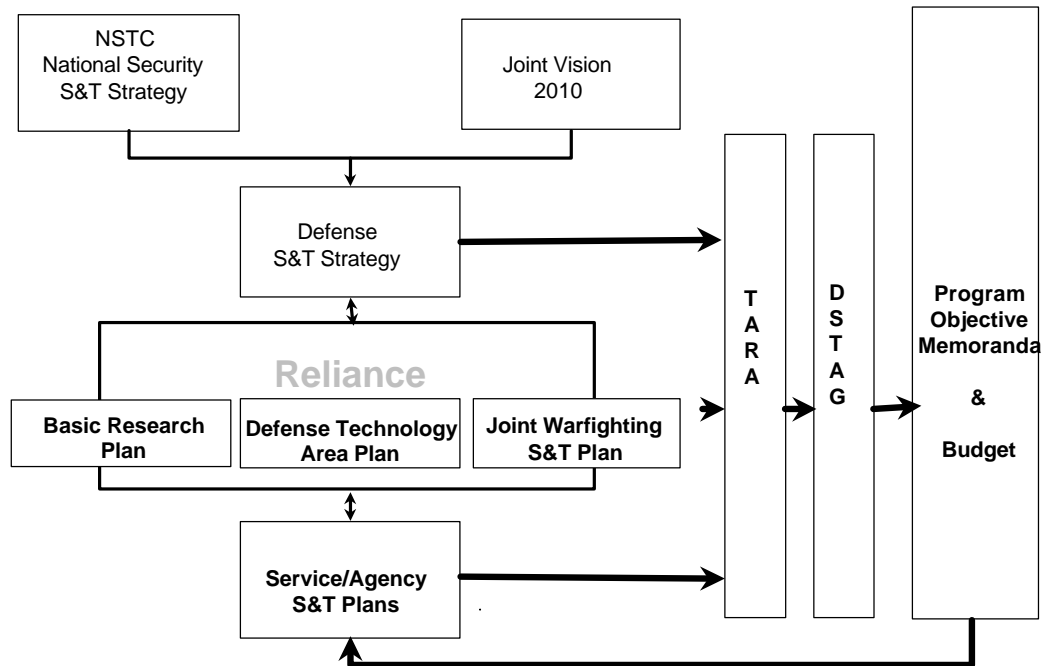 NSTC
National Security
S&T Strategy
Joint Vision
2010
Defense
S&T Strategy
Reliance
Basic Research
Plan
Defense Technology
Area Plan
Joint Warfighting
S&T Plan
Service/Agency
S&T Plans
T
A
R
A
D
S
T
A
G
Program
Objective
Memoranda
&
Budget